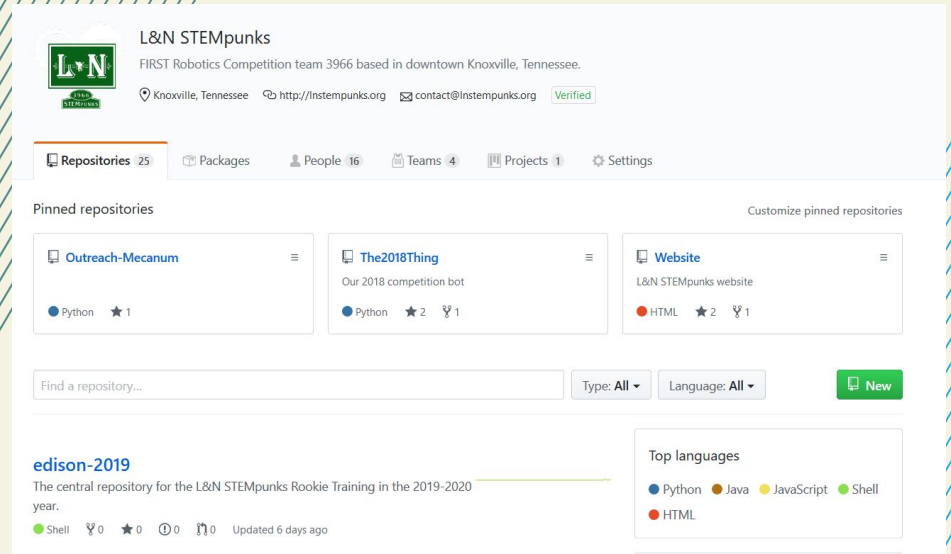 L&N STEMpunks
FIRST Robotics Competition team 3966 based in downtown Knoxville, Tennessee.
L N
3966
STEMPUNKS
Knoxville, Tennessee http://lnstempunks.org contact@lnstempunks.org Verified
Repositories 25 Packages People 16 Teams 4 Projects 1 Settings
Pinned repositories Customize pinned repositories
Outreach-Mecanum The2018Thing Website
Our 2018 competition bot L&N STEMpunks website
Python 1 Python 2 1 HTML 2 1
Find a repository... Type: All Language: All New
edison-2019
The central repository for the L&N STEMpunks Rookie Training in the 2019-2020
year.
Shell 0 0 0 0 Updated 6 days ago
Top languages
Python Java JavaScript Shell
HTML